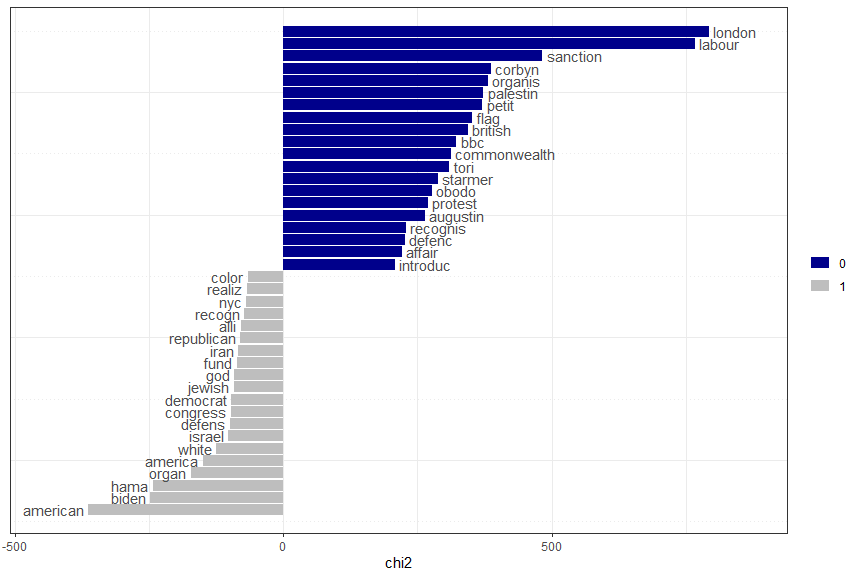 london
labour
sanction
corbyn
organis
palestin
petit
flag
british
bbc
commonwealth
tori
starmer
obodo
protest
augustin
recognis
defenc
affair
introduc
color
realiz
nyc
recogn
alli
republican
iran
fund
god
jewish
democrat
congress
defens
israel
white
america
organ
hama
biden
american
0
1
-500
0
500
chi2